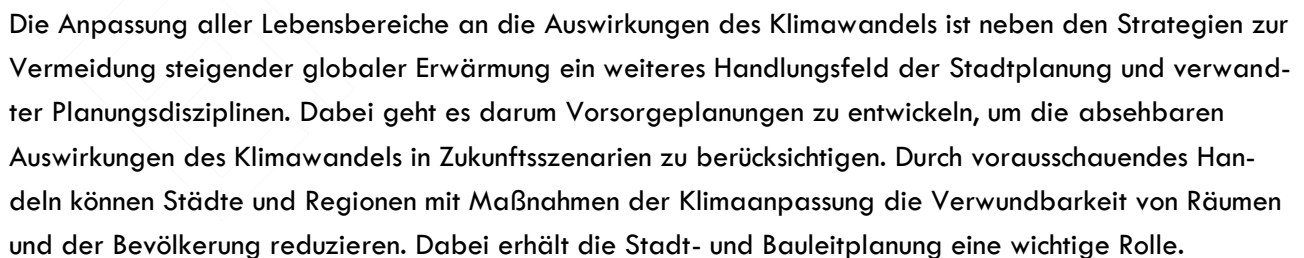 Die Anpassung aller Lebensbereiche an die Auswirkungen des Klimawandels ist neben den Strategien zur
Vermeidung steigender globaler Erwärmung ein weiteres Handlungsfeld der Stadtplanung und verwand-
ter Planungsdisziplinen. Dabei geht es darum Vorsorgeplanungen zu entwickeln, um die absehbaren
Auswirkungen des Klimawandels in Zukunftsszenarien zu berücksichtigen. Durch vorausschauendes Han-
deln können Städte und Regionen mit Maßnahmen der Klimaanpassung die Verwundbarkeit von Räumen
und der Bevölkerung reduzieren. Dabei erhält die Stadt- und Bauleitplanung eine wichtige Rolle.